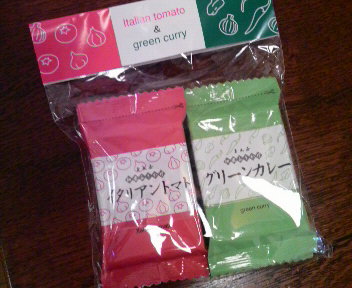 Italian tomato
&
green curry
イタリアントマト
グリーンカレー
green curry